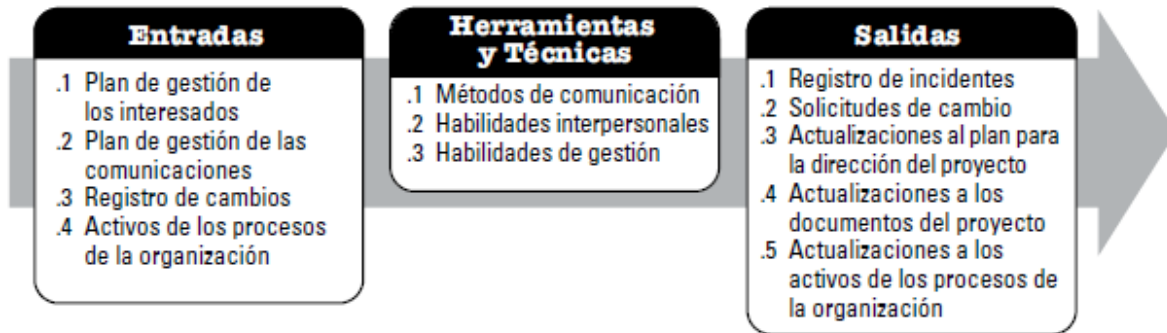 Entradas
.1 Plan de gestión de
los interesados
.2 Plan de gestión de las
comunicaciones
.3 Registro de cambios
.4 Activos de los procesos
de la organización
Herramientas
y Técnicas
.1 Métodos de comunicación
.2 Habilidades interpersonales
.3 Habilidades de gestión
Salidas
.1 Registro de incidentes
.2 Solicitudes de cambio
.3 Actualizaciones al plan para
la dirección del proyecto
.4 Actualizaciones a los
documentos del proyecto
.5 Actualizaciones a los
activos de los procesos de
la organización